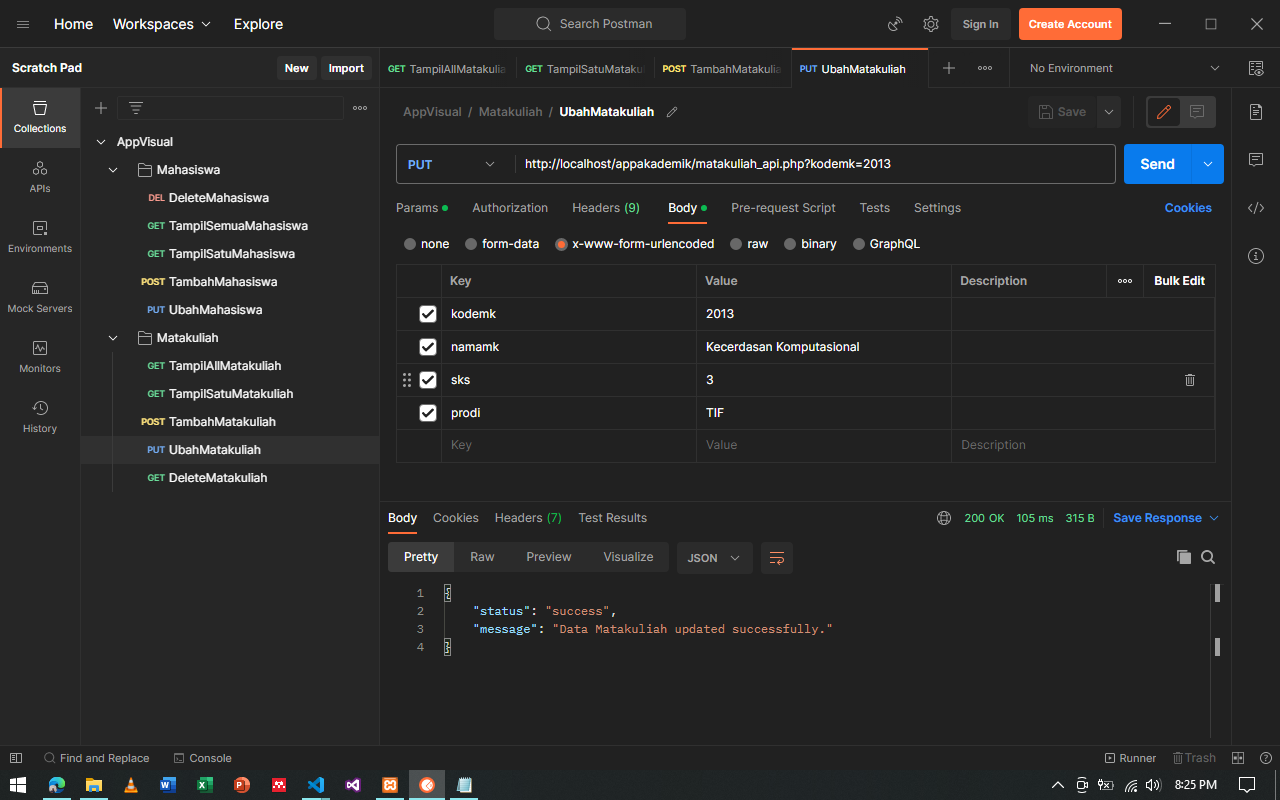 Home Workspaces Explore Search Postman Sign In Create Account
Scratch Pad New Import GET TampilAllMatakulia GET TampilSatuMataku POST TambahMatakulia PUT UbahMatakuliah No Environment
AppVisual / Matakuliah / UbahMatakuliah Save
Collections
APIs
Environments
Mock Servers
Monitors
History
AppVisual
Mahasiswa
DEL DeleteMahasiswa
GET TampilSemuaMahasiswa
GET TampilSatuMahasiswa
POST TambahMahasiswa
PUT UbahMahasiswa
Matakuliah
GET TampilAllMatakuliah
GET TampilSatuMatakuliah
POST TambahMatakuliah
PUT UbahMatakuliah
GET DeleteMatakuliah
PUT http://localhost/appakademik/matakuliah_api.php?kodemk=2013 Send
Params Authorization Headers (9) Body Pre-request Script Tests Settings Cookies
none form-data x-www-form-urlencoded raw binary GraphQL
Key Value Description Bulk Edit
kodemk 2013
namamk Kecerdasan Komputasional
sks 3
prodi TIF
Key Value Description
Body Cookies Headers (7) Test Results 200 OK 105 ms 315 B Save Response
Pretty Raw Preview Visualize JSON
1 {
2 "status": "success",
3 "message": "Data Matakuliah updated successfully."
4 }
Find and Replace Console Runner Trash
8:25 PM